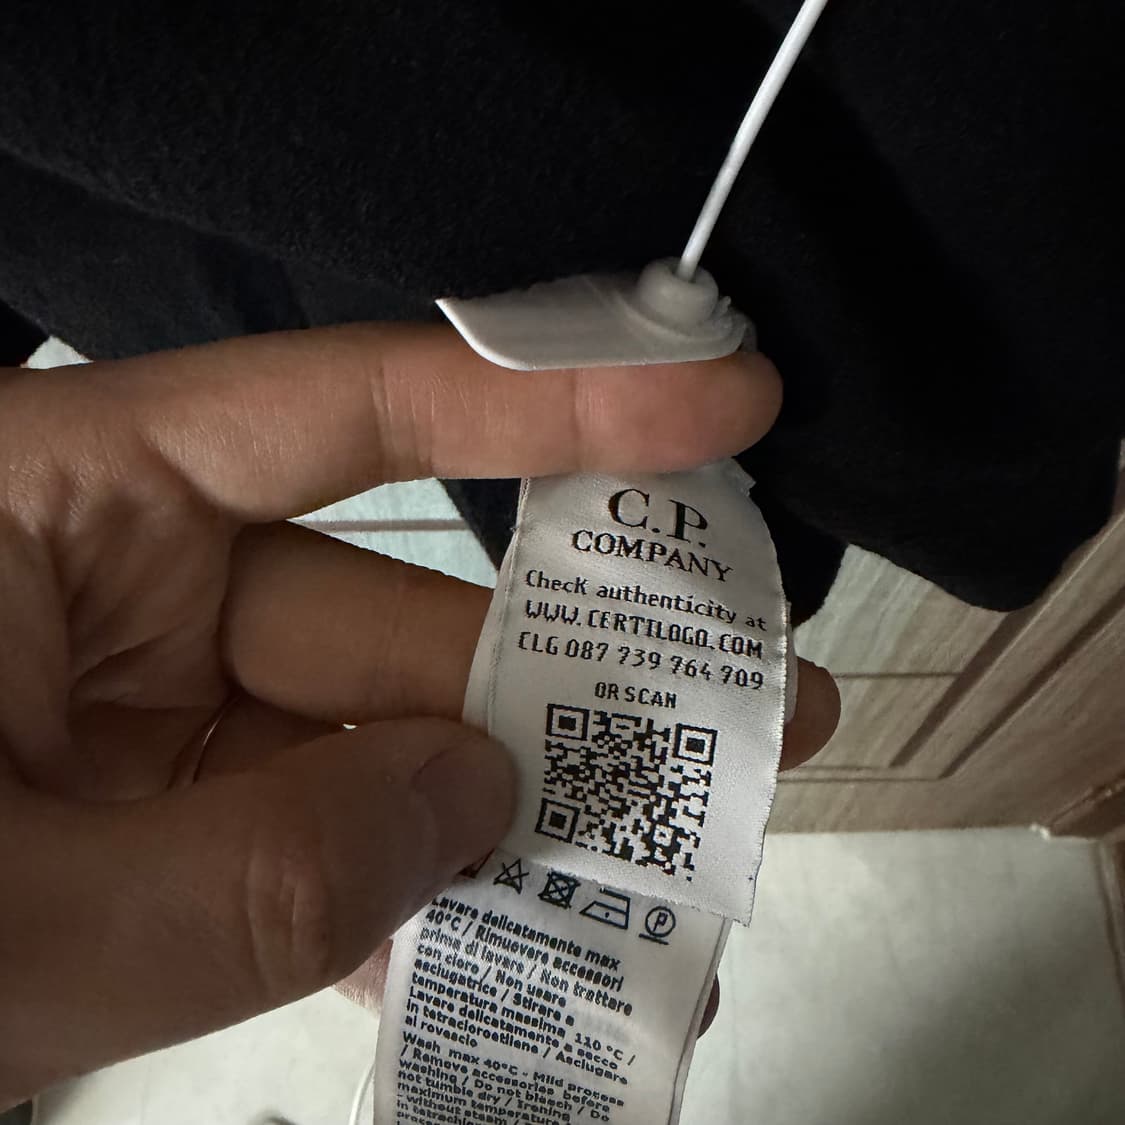 C.P.
COMPANY
Check authenticity at
WWW.CERTILOGO.COM
CLG 087 739 764 709
OR SCAN
P
Lavare delicatamente max
40°C / Rimuovere accessori
prima di lavare / Non trattare
con cloro / Non usare
asciugatrice / Stirare a
temperatura massima 110 °C /
Lavare delicatamente a secco
in tetracloroetilene / Asciugare
al rovescio
Wash max 40°C - Mild process
/ Remove accessories before
washing / Do not bleach / Do
not tumble dry / Ironing
maximum temperature
- without steam /